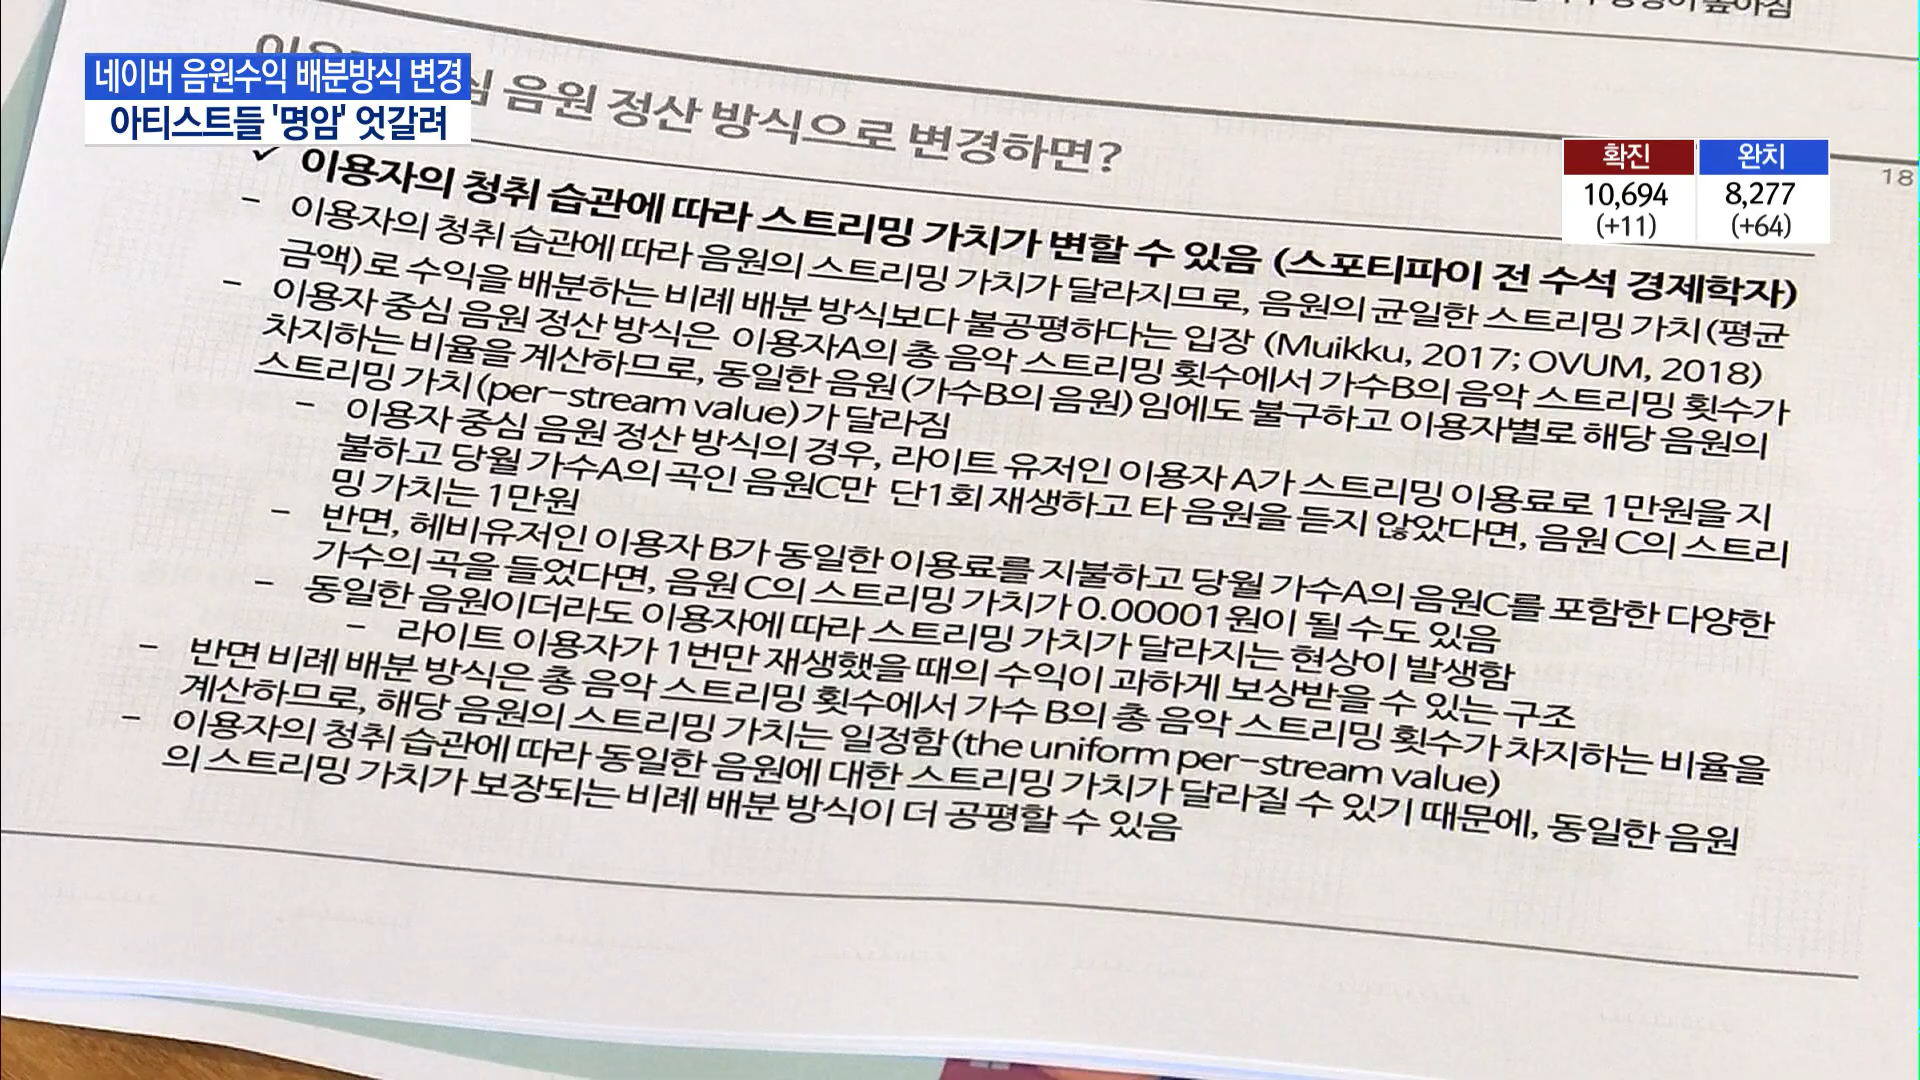 네이버 음원수익 배분방식 변경
아티스트들 '명암' 엇갈려
확진
10,694
(+11)
완치
8,277
(+64)
18
음원 정산 방식으로 변경하면?
✓ 이용자의 청취 습관에 따라 스트리밍 가치가 변할 수 있음 (스포티파이 전 수석 경제학자)
- 이용자의 청취 습관에 따라 음원의 스트리밍 가치가 달라지므로, 음원의 균일한 스트리밍 가치(평균
금액)로 수익을 배분하는 비례 배분 방식보다 불공평하다는 입장 (Muikku, 2017; OVUM, 2018)
- 이용자 중심 음원 정산 방식은 이용자A의 총 음악 스트리밍 횟수에서 가수B의 음악 스트리밍 횟수가
차지하는 비율을 계산하므로, 동일한 음원(가수B의 음원)임에도 불구하고 이용자별로 해당 음원의
스트리밍 가치(per-stream value)가 달라짐
- 이용자 중심 음원 정산 방식의 경우, 라이트 유저인 이용자 A가 스트리밍 이용료로 1만원을 지
불하고 당월 가수A의 곡인 음원C만 단1회 재생하고 타 음원을 듣지 않았다면, 음원 C의 스트리
밍 가치는 1만원
- 반면, 헤비유저인 이용자 B가 동일한 이용료를 지불하고 당월 가수A의 음원C를 포함한 다양한
가수의 곡을 들었다면, 음원 C의 스트리밍 가치가 0.00001원이 될 수도 있음
- 동일한 음원이더라도 이용자에 따라 스트리밍 가치가 달라지는 현상이 발생함
- 라이트 이용자가 1번만 재생했을 때의 수익이 과하게 보상받을 수 있는 구조
- 반면 비례 배분 방식은 총 음악 스트리밍 횟수에서 가수 B의 총 음악 스트리밍 횟수가 차지하는 비율을
계산하므로, 해당 음원의 스트리밍 가치는 일정함(the uniform per-stream value)
- 이용자의 청취 습관에 따라 동일한 음원에 대한 스트리밍 가치가 달라질 수 있기 때문에, 동일한 음원
의 스트리밍 가치가 보장되는 비례 배분 방식이 더 공평할 수 있음